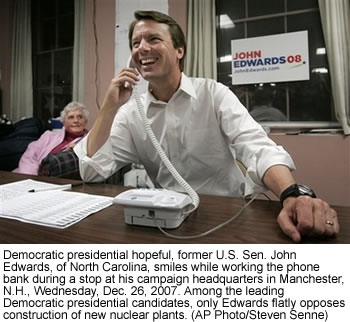 JOHN
EDWARDS 08
JohnEdwards.com
Democratic presidential hopeful, former U.S. Sen. John
Edwards, of North Carolina, smiles while working the phone
bank during a stop at his campaign headquarters in Manchester,
N.H., Wednesday, Dec. 26, 2007. Among the leading
Democratic presidential candidates, only Edwards flatly opposes
construction of new nuclear plants. (AP Photo/Steven Senne)